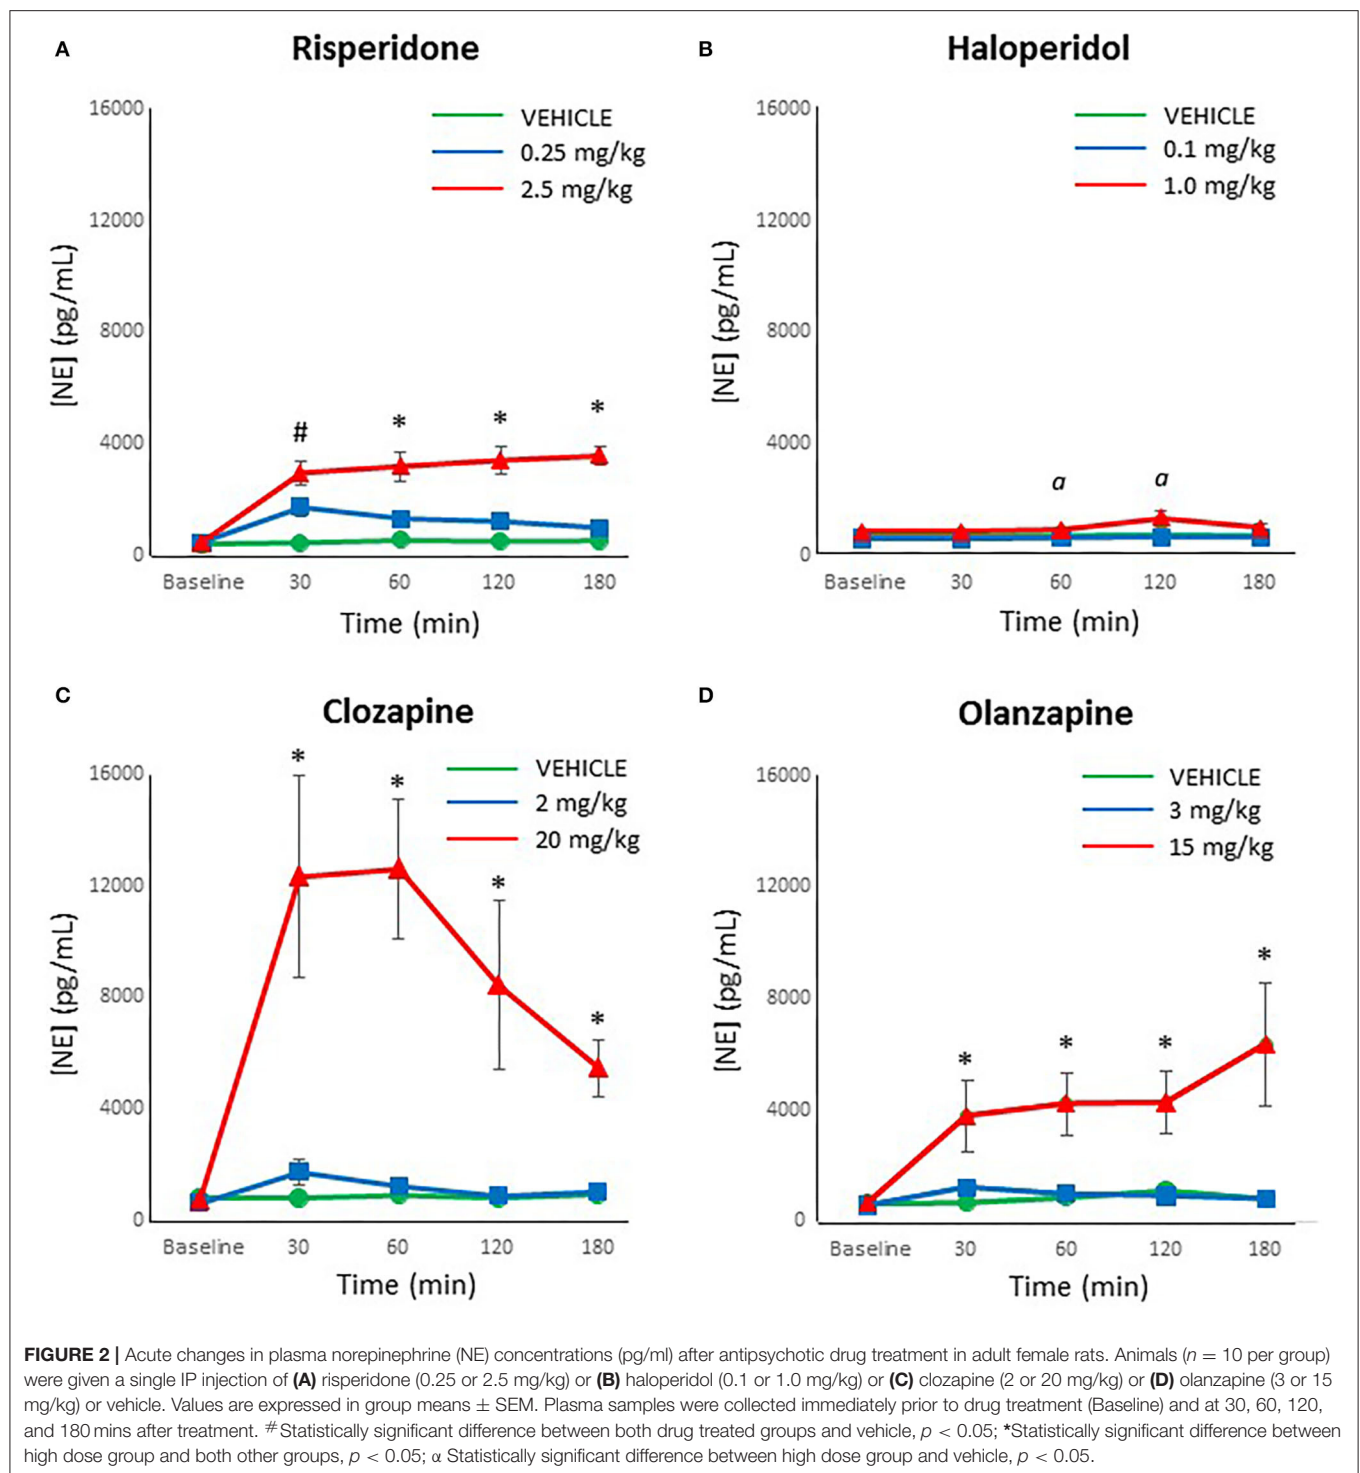 A
Risperidone
16000
12000
8000
4000
0
[NE] (pg/mL)
VEHICLE
0.25 mg/kg
2.5 mg/kg
#
*
*
*
Baseline
30
60
120
180
Time (min)
B
Haloperidol
16000
12000
8000
4000
0
[NE] (pg/mL)
VEHICLE
0.1 mg/kg
1.0 mg/kg
α
α
Baseline
30
60
120
180
Time (min)
C
Clozapine
16000
12000
8000
4000
0
[NE] (pg/mL)
VEHICLE
2 mg/kg
20 mg/kg
*
*
*
*
Baseline
30
60
120
180
Time (min)
D
Olanzapine
16000
12000
8000
4000
0
[NE] (pg/mL)
VEHICLE
3 mg/kg
15 mg/kg
*
*
*
*
Baseline
30
60
120
180
Time (min)
FIGURE 2 | Acute changes in plasma norepinephrine (NE) concentrations (pg/ml) after antipsychotic drug treatment in adult female rats. Animals (n = 10 per group)
were given a single IP injection of (A) risperidone (0.25 or 2.5 mg/kg) or (B) haloperidol (0.1 or 1.0 mg/kg) or (C) clozapine (2 or 20 mg/kg) or (D) olanzapine (3 or 15
mg/kg) or vehicle. Values are expressed in group means ± SEM. Plasma samples were collected immediately prior to drug treatment (Baseline) and at 30, 60, 120,
and 180 mins after treatment. #Statistically significant difference between both drug treated groups and vehicle, p < 0.05; *Statistically significant difference between
high dose group and both other groups, p < 0.05; α Statistically significant difference between high dose group and vehicle, p < 0.05.